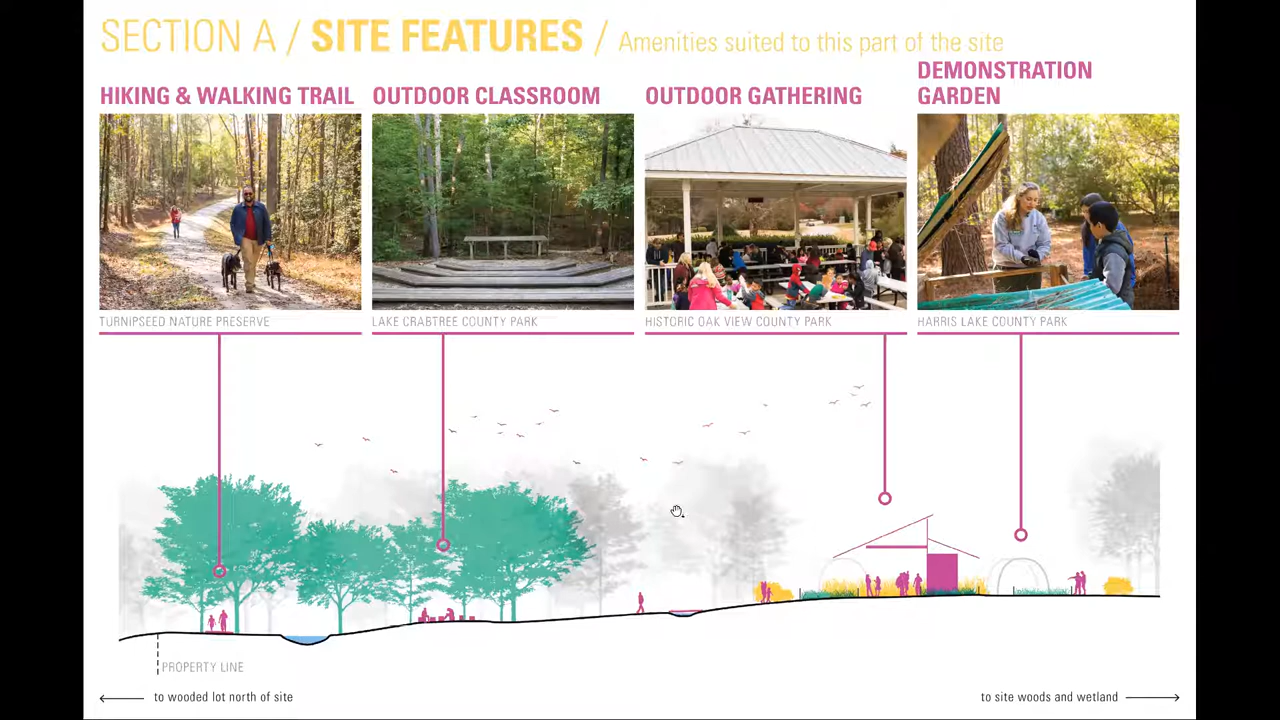 SECTION A / SITE FEATURES / Amenities suited to this part of the site
HIKING & WALKING TRAIL
OUTDOOR CLASSROOM
OUTDOOR GATHERING
DEMONSTRATION
GARDEN
TURNIPSEED NATURE PRESERVE
LAKE CRABTREE COUNTY PARK
HISTORIC OAK VIEW COUNTY PARK
HARRIS LAKE COUNTY PARK
PROPERTY LINE
to wooded lot north of site
to site woods and wetland